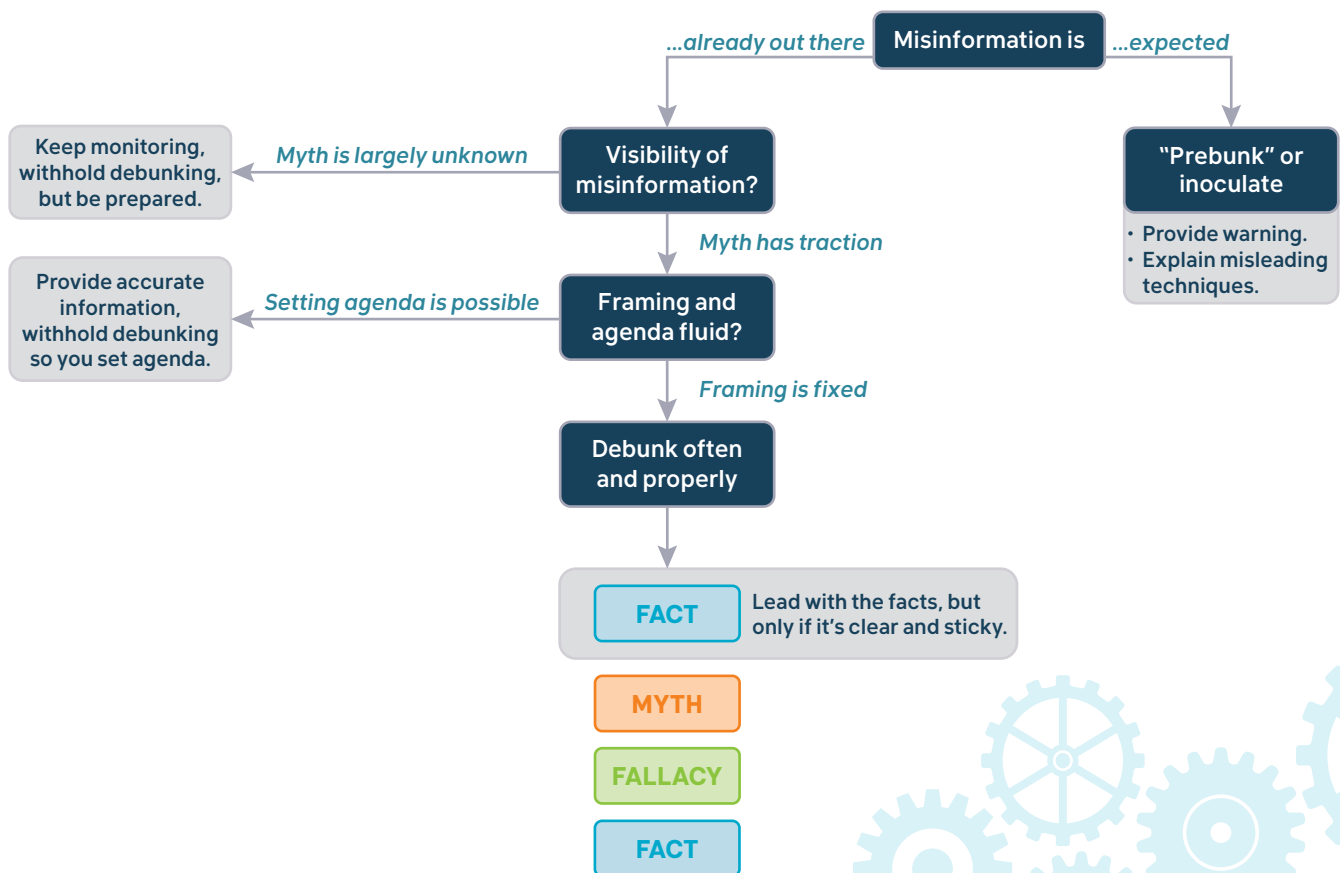 Misinformation is
...already out there
...expected
Visibility of
misinformation?
Myth is largely unknown
Keep monitoring,
withhold debunking,
but be prepared.
"Prebunk" or
inoculate
• Provide warning.
• Explain misleading
techniques.
Myth has traction
Framing and
agenda fluid?
Setting agenda is possible
Provide accurate
information,
withhold debunking
so you set agenda.
Framing is fixed
Debunk often
and properly
FACT
Lead with the facts, but
only if it's clear and sticky.
MYTH
FALLACY
FACT